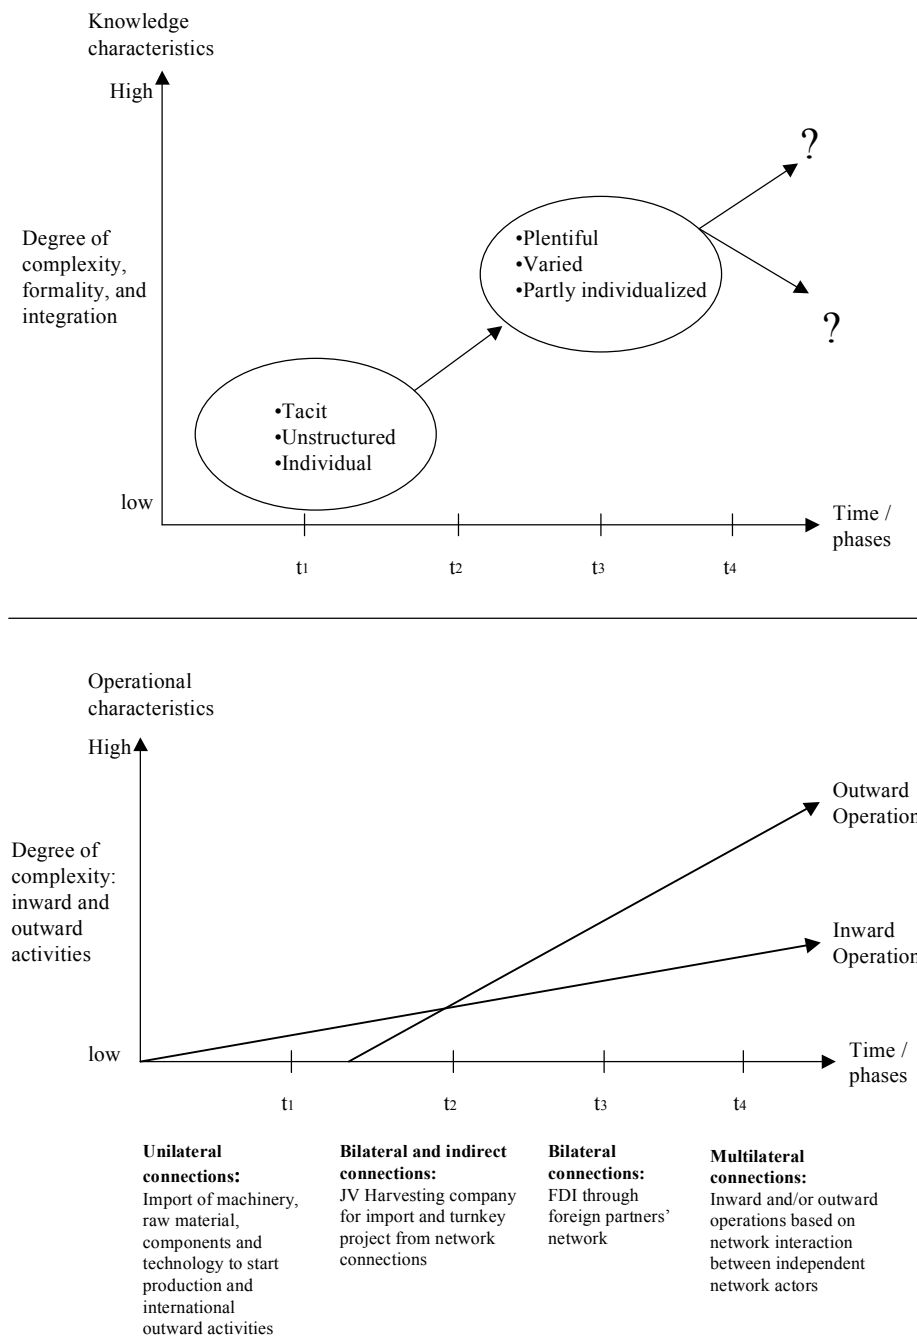 Knowledge
characteristics
High
?
Degree of
complexity,
formality, and
integration
•Plentiful
•Varied
•Partly individualized
?
•Tacit
•Unstructured
•Individual
low
Time /
phases
t1
t2
t3
t4
Operational
characteristics
High
Outward
Operation
Degree of
complexity:
inward and
outward
activities
Inward
Operation
low
Time /
phases
t1
t2
t3
t4
Unilateral
connections:
Import of machinery,
raw material,
components and
technology to start
production and
international
outward activities
Bilateral and indirect
connections:
JV Harvesting company
for import and turnkey
project from network
connections
Bilateral
connections:
FDI through
foreign partners’
network
Multilateral
connections:
Inward and/or outward
operations based on
network interaction
between independent
network actors